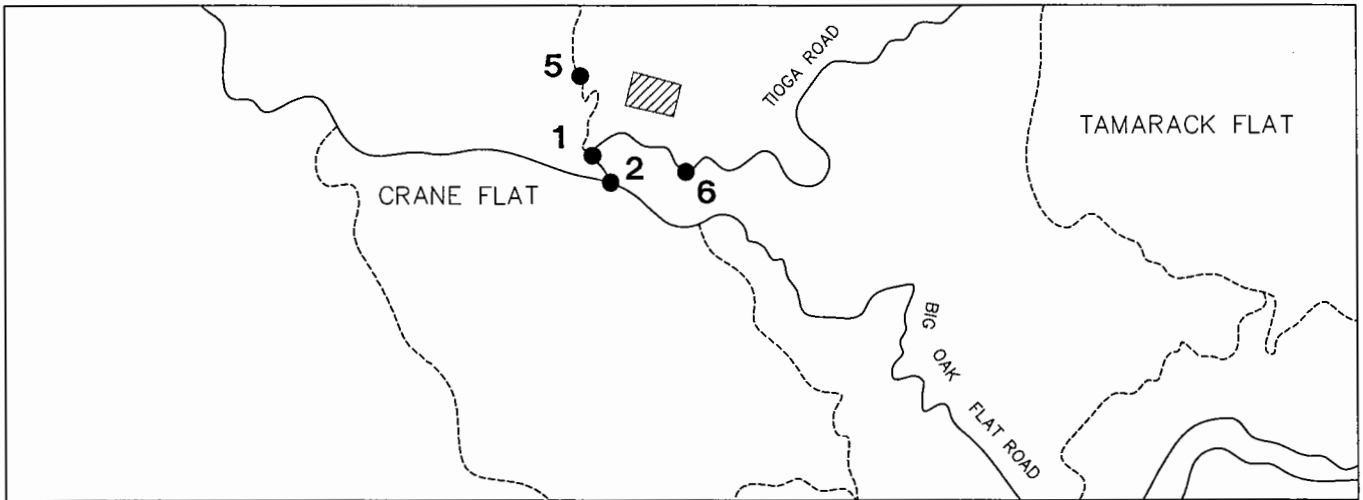 TIOGA ROAD
5
TAMARACK FLAT
1
2
6
CRANE FLAT
BIG OAK FLAT ROAD